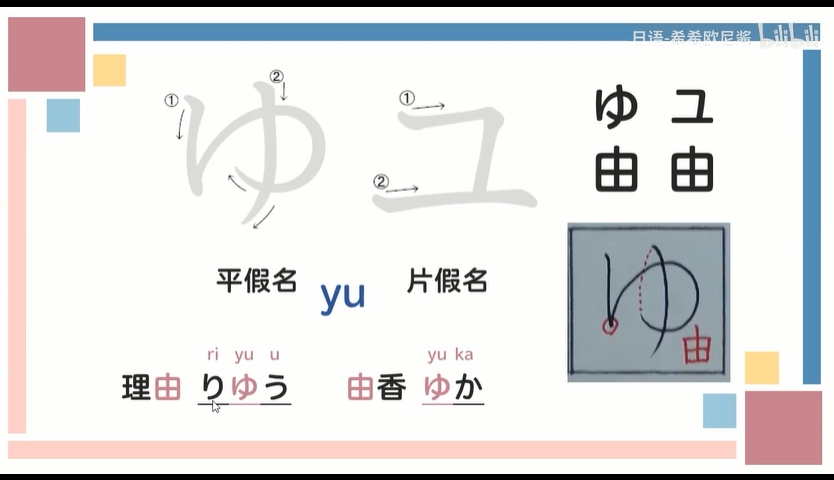 日语-希希欧尼酱 bilibili
① ② ゆ
① ② ユ
ゆ ユ
由 由
ゆ 由
平假名 yu 片假名
ri yu u
理由 りゆう
yu ka
由香 ゆか